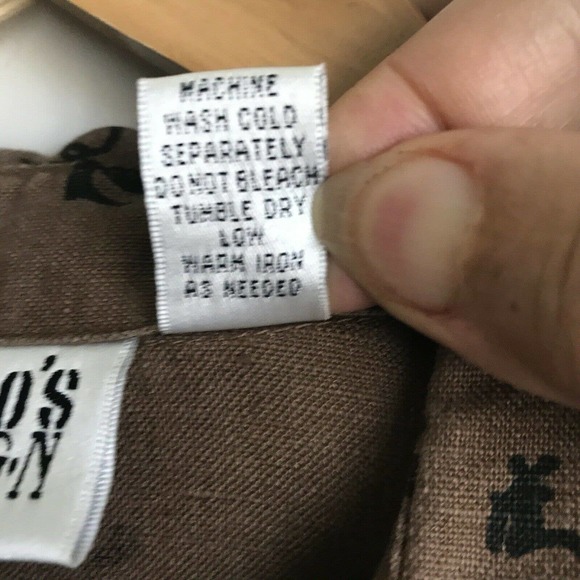 MACHINE
WASH COLD
SEPARATELY
DO NOT BLEACH
TUMBLE DRY
LOW
WARM IRON
AS NEEDED
O'S
G.N